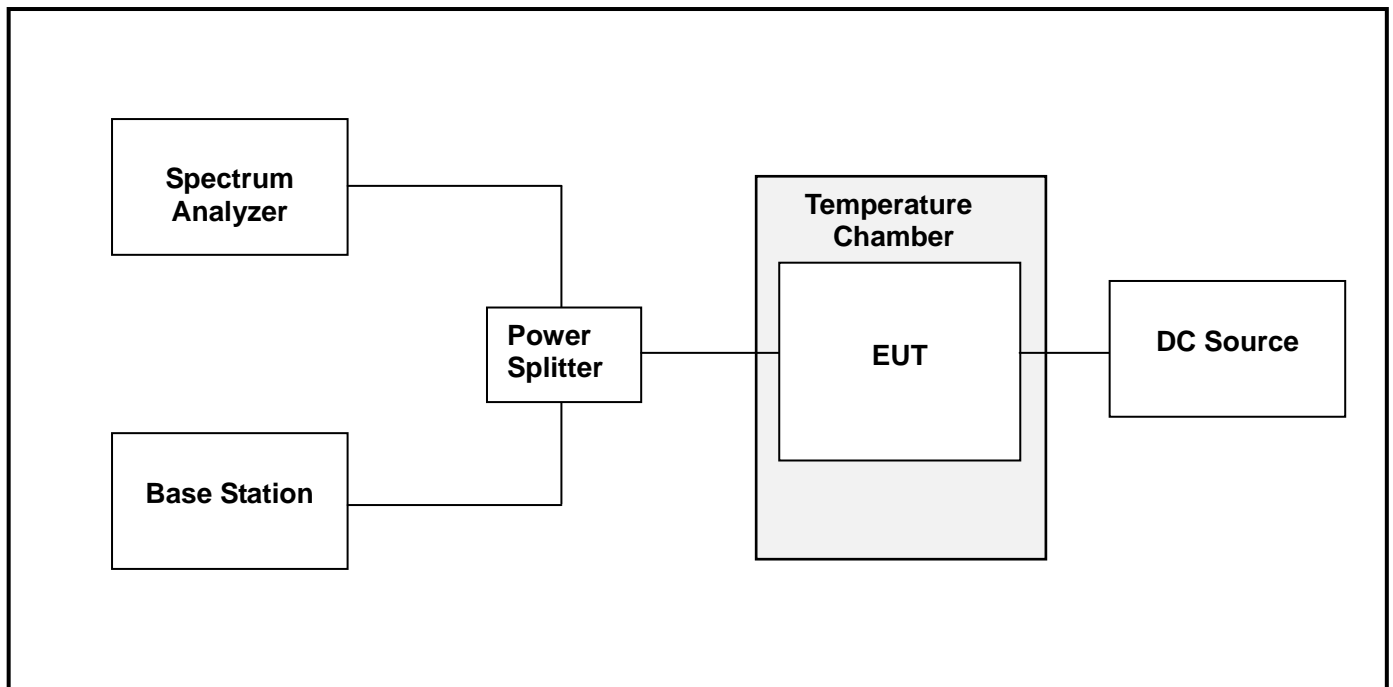 Spectrum
Analyzer
Temperature
Chamber
Power
Splitter
EUT
DC Source
Base Station